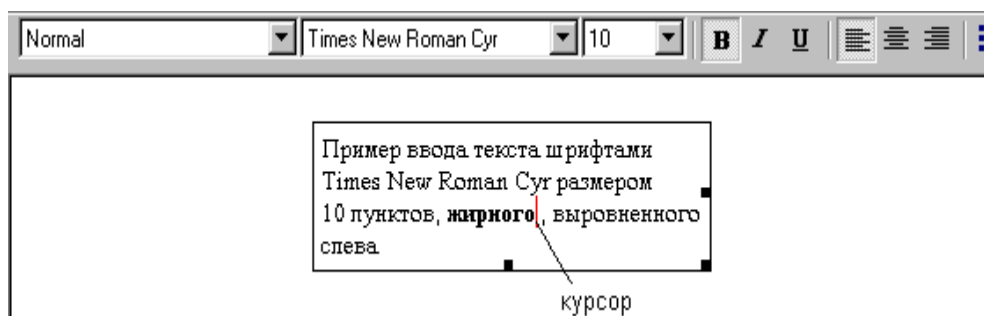 Normal Times New Roman Cyr 10 B I U
Пример ввода текста шрифтами
Times New Roman Cyr размером
10 пунктов, жирного, выровненного
слева
курсор